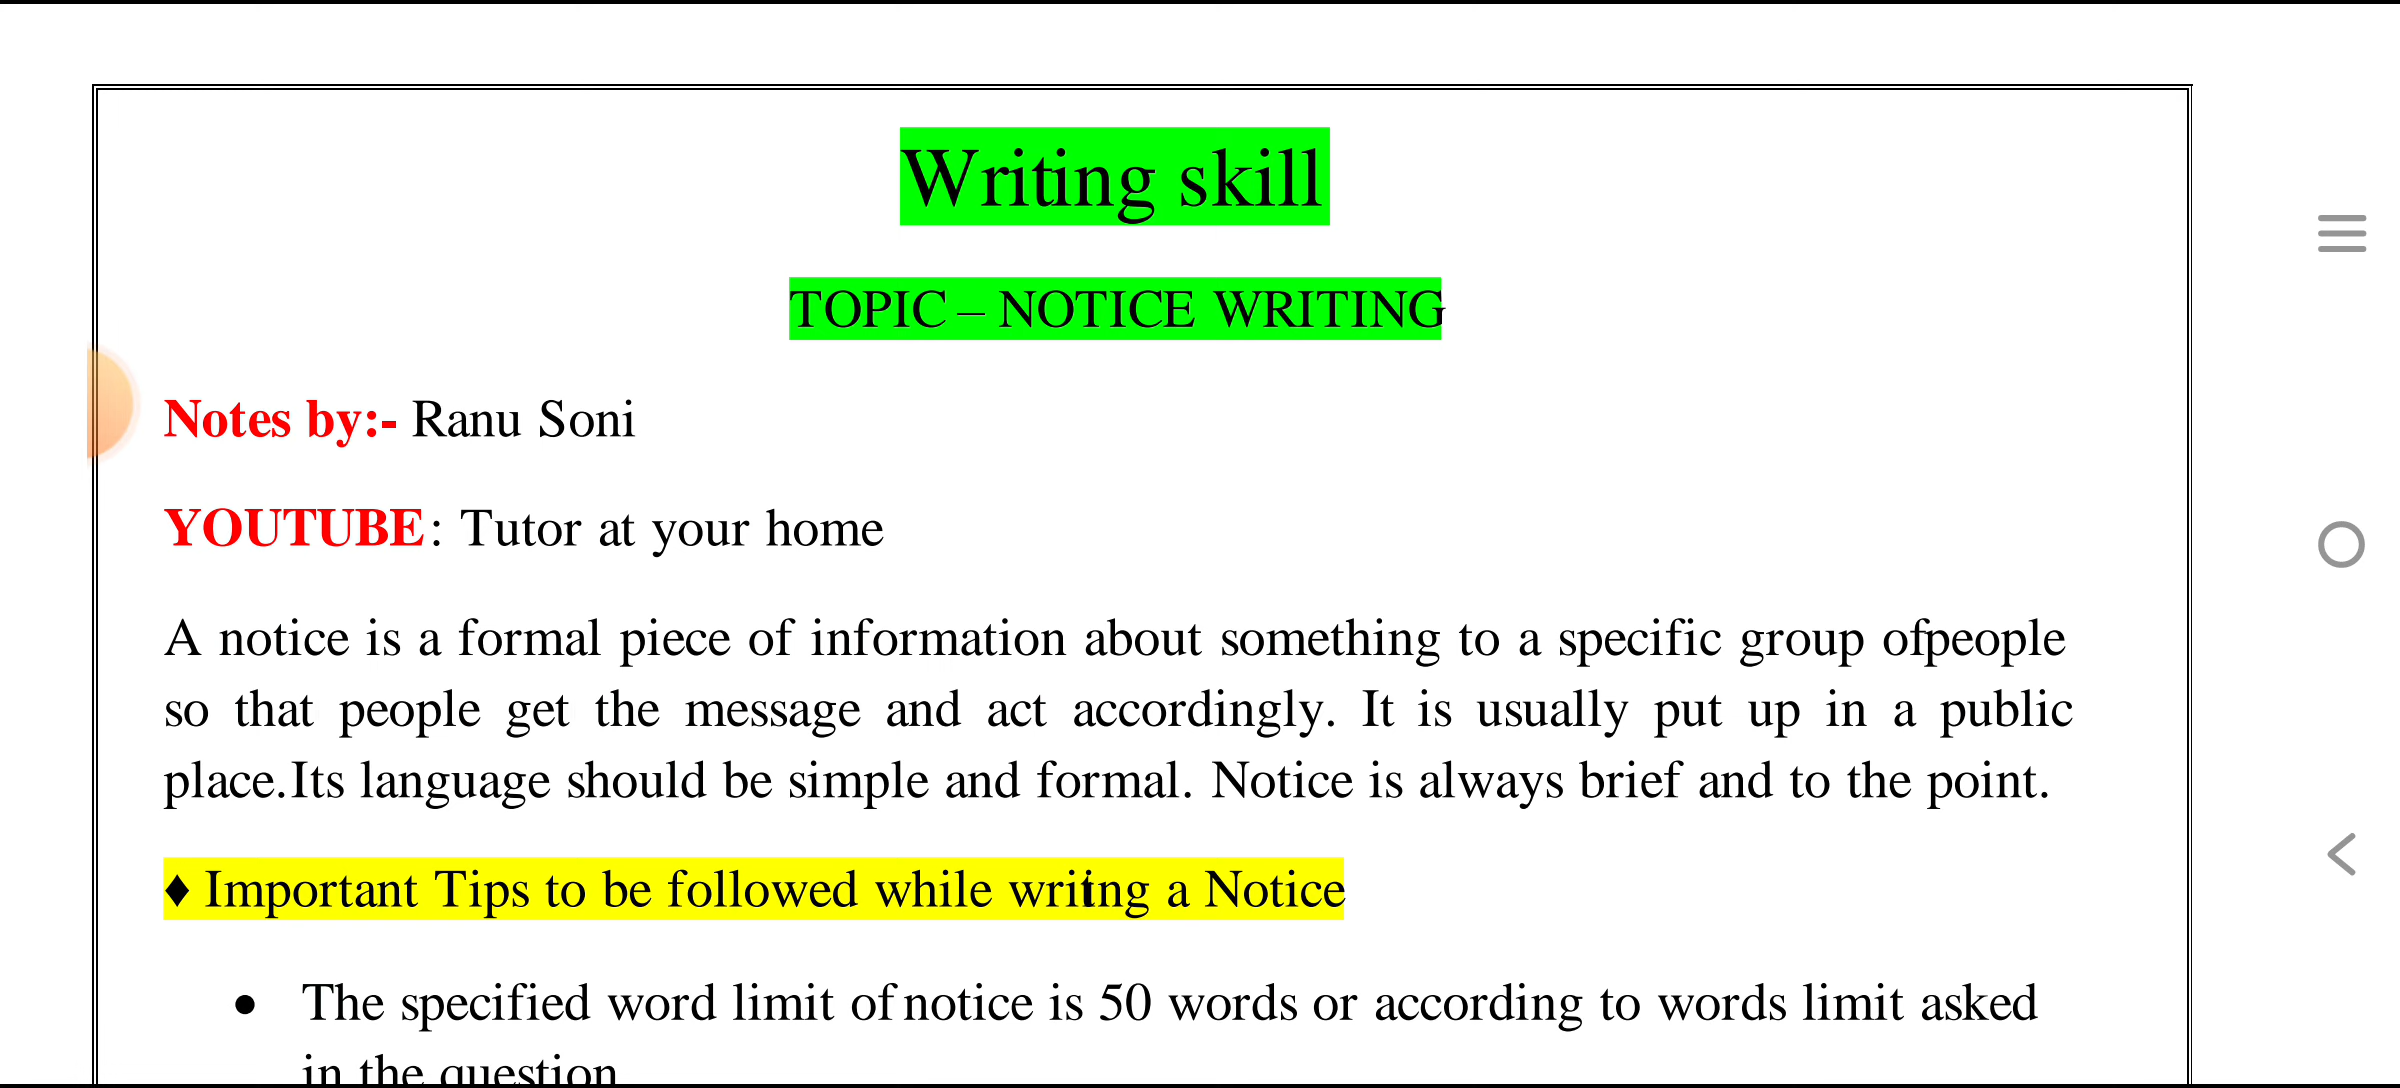 Writing skill
TOPIC – NOTICE WRITING
Notes by:- Ranu Soni
YOUTUBE: Tutor at your home
A notice is a formal piece of information about something to a specific group ofpeople
so that people get the message and act accordingly. It is usually put up in a public
place.Its language should be simple and formal. Notice is always brief and to the point.
♦ Important Tips to be followed while writing a Notice
• The specified word limit of notice is 50 words or according to words limit asked
in the question